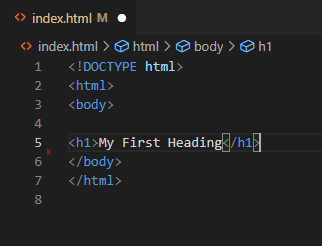 index.html M
index.html > html > body > h1
1 <!DOCTYPE html>
2 <html>
3 <body>
4
5 <h1>My First Heading</h1>
6 </body>
7 </html>
8